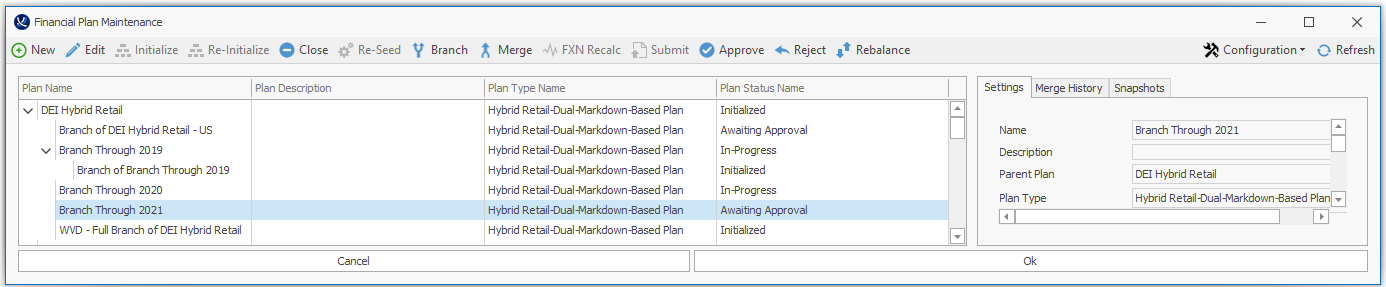 Financial Plan Maintenance
New Edit Initialize Re-Initialize Close Re-Seed Branch Merge FXN Recalc Submit Approve Reject Rebalance Configuration Refresh
Plan Name Plan Description Plan Type Name Plan Status Name
DEI Hybrid Retail Hybrid Retail-Dual-Markdown-Based Plan Initialized
Branch of DEI Hybrid Retail - US Hybrid Retail-Dual-Markdown-Based Plan Awaiting Approval
Branch Through 2019 Hybrid Retail-Dual-Markdown-Based Plan In-Progress
Branch of Branch Through 2019 Hybrid Retail-Dual-Markdown-Based Plan Initialized
Branch Through 2020 Hybrid Retail-Dual-Markdown-Based Plan In-Progress
Branch Through 2021 Hybrid Retail-Dual-Markdown-Based Plan Awaiting Approval
WVD - Full Branch of DEI Hybrid Retail Hybrid Retail-Dual-Markdown-Based Plan Initialized
Settings Merge History Snapshots
Name Branch Through 2021
Description
Parent Plan DEI Hybrid Retail
Plan Type Hybrid Retail-Dual-Markdown-Based Plan
Cancel Ok